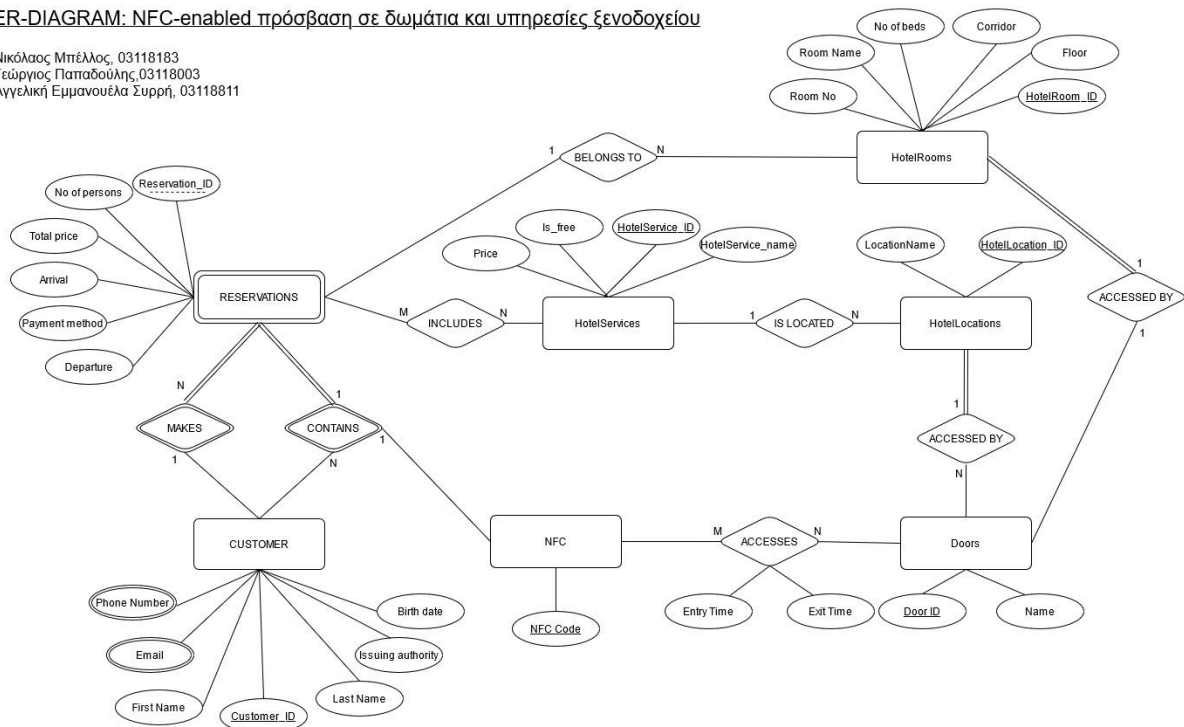 ER-DIAGRAM: NFC-enabled πρόσβαση σε δωμάτια και υπηρεσίες ξενοδοχείου
Νικόλαος Μπέλλος, 03118183
Γεώργιος Παπαδούλης,03118003
Αγγελική Εμμανουέλα Συρρή, 03118811
No of beds
Corridor
Room Name
Floor
Room No
HotelRoom_ID
1
BELONGS TO
N
HotelRooms
Reservation_ID
No of persons
Total price
Arrival
Payment method
Departure
RESERVATIONS
Is_free
HotelService_ID
Price
HotelService_name
LocationName
HotelLocation_ID
1
ACCESSED BY
1
M
INCLUDES
N
HotelServices
1
IS LOCATED
N
HotelLocations
N
1
MAKES
CONTAINS
1
1
N
1
ACCESSED BY
N
CUSTOMER
NFC
M
ACCESSES
N
Doors
Phone Number
Birth date
Email
Issuing authority
First Name
Customer_ID
Last Name
NFC Code
Entry Time
Exit Time
Door ID
Name